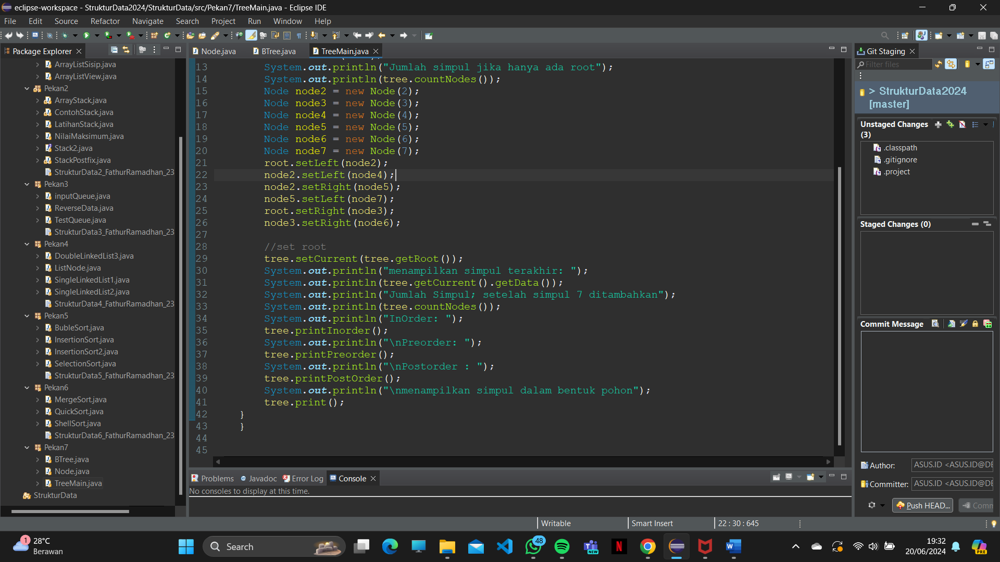 eclipse-workspace - StrukturData2024/StrukturData/src/Pekan7/TreeMain.java - Eclipse IDE
File Edit Source Refactor Navigate Search Project Run Window Help
Package Explorer
ArrayListSisip.java
ArrayListView.java
Pekan2
ArrayStack.java
ContohStack.java
LatihanStack.java
NilaiMaksimum.java
Stack2.java
StackPostfix.java
StrukturData2_FathurRamadhan_23
Pekan3
inputQueue.java
ReverseData.java
TestQueue.java
StrukturData3_FathurRamadhan_23
Pekan4
DoubleLinkedList3.java
ListNode.java
SingleLinkedList1.java
SingleLinkedList2.java
StrukturData4_FathurRamadhan_23
Pekan5
BubleSort.java
InsertionSort.java
InsertionSort2.java
SelectionSort.java
StrukturData5_FathurRamadhan_23
Pekan6
MergeSort.java
QuickSort.java
ShellSort.java
StrukturData6_FathurRamadhan_23
Pekan7
BTree.java
Node.java
TreeMain.java
StrukturData
Node.java BTree.java TreeMain.java
13 System.out.println("Jumlah simpul jika hanya ada root");
14 System.out.println(tree.countNodes());
15 Node node2 = new Node(2);
16 Node node3 = new Node(3);
17 Node node4 = new Node(4);
18 Node node5 = new Node(5);
19 Node node6 = new Node(6);
20 Node node7 = new Node(7);
21 root.setLeft(node2);
22 node2.setLeft(node4);
23 node2.setRight(node5);
24 node5.setLeft(node7);
25 root.setRight(node3);
26 node3.setRight(node6);
27
28 //set root
29 tree.setCurrent(tree.getRoot());
30 System.out.println("menampilkan simpul terakhir: ");
31 System.out.println(tree.getCurrent().getData());
32 System.out.println("Jumlah Simpul; setelah simpul 7 ditambahkan");
33 System.out.println(tree.countNodes());
34 System.out.println("InOrder: ");
35 tree.printInorder();
36 System.out.println("\nPreorder: ");
37 tree.printPreorder();
38 System.out.println("\nPostorder : ");
39 tree.printPostOrder();
40 System.out.println("\nmenampilkan simpul dalam bentuk pohon");
41 tree.print();
42 }
43 }
44
45
Problems Javadoc Error Log Console
No consoles to display at this time.
Git Staging
Filter files
> StrukturData2024
[master]
Unstaged Changes
(3)
.classpath
.gitignore
.project
Staged Changes (0)
Commit Message
Author: ASUS.ID <ASUS.ID@DE
Committer: ASUS.ID <ASUS.ID@DE
Push HEAD... Comm
Writable Smart Insert 22 : 30 : 645
1
28°C
Berawan
Search
48
NEW
PRE
19:32
20/06/2024